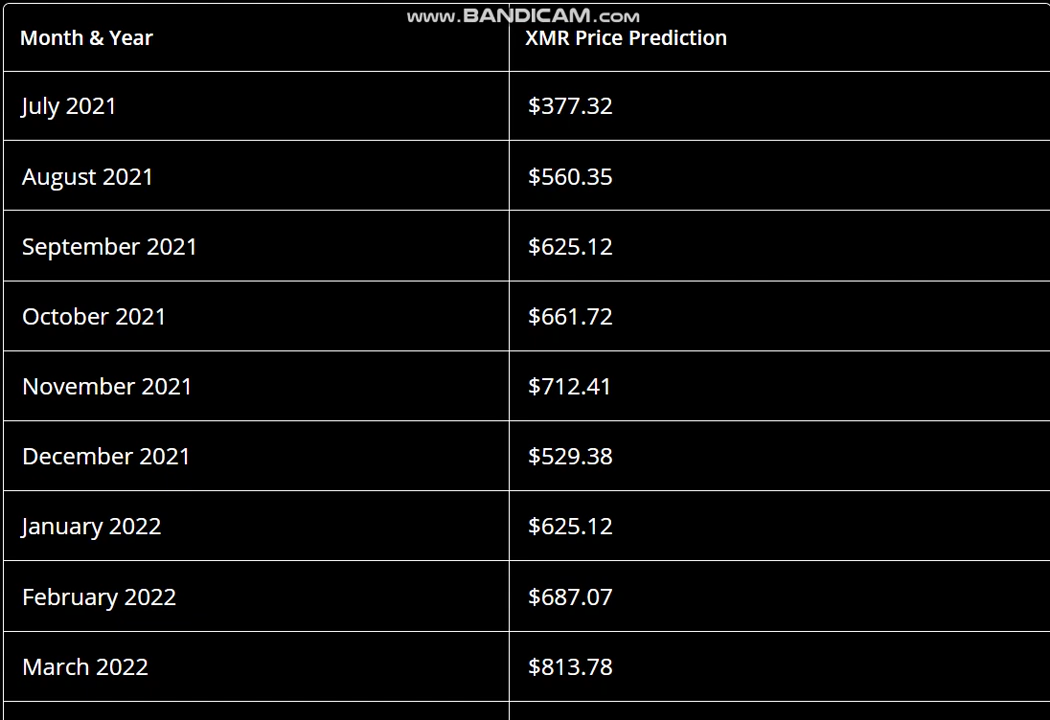 www.BANDICAM.com
Month & Year XMR Price Prediction
July 2021 $377.32
August 2021 $560.35
September 2021 $625.12
October 2021 $661.72
November 2021 $712.41
December 2021 $529.38
January 2022 $625.12
February 2022 $687.07
March 2022 $813.78